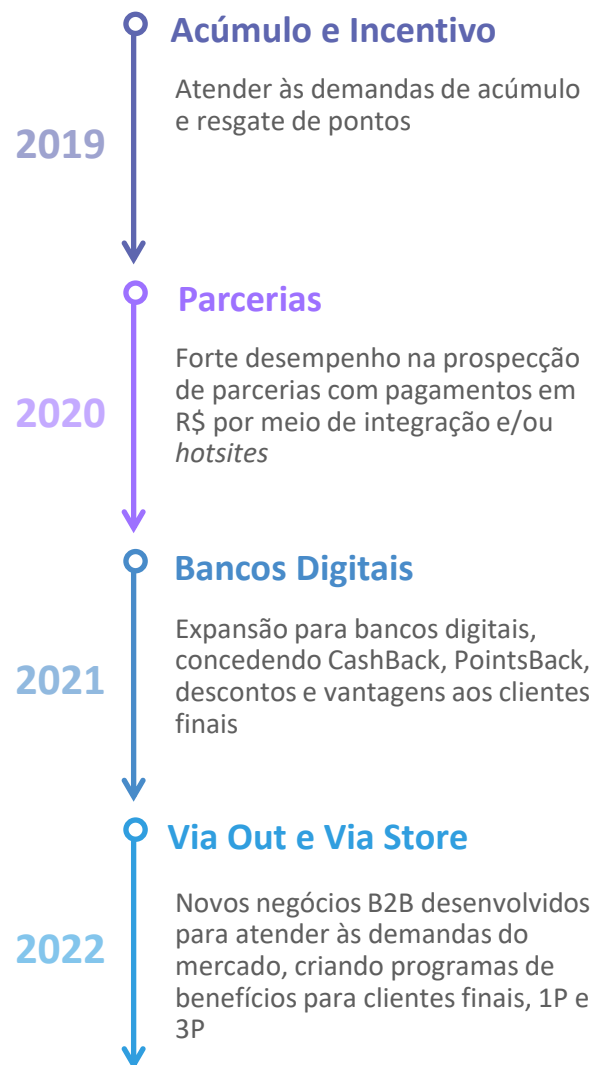 Acúmulo e Incentivo
Atender às demandas de acúmulo
e resgate de pontos
2019
Parcerias
Forte desempenho na prospecção
de parcerias com pagamentos em
R$ por meio de integração e/ou
hotsites
2020
Bancos Digitais
Expansão para bancos digitais,
concedendo CashBack, PointsBack,
descontos e vantagens aos clientes
finais
2021
Via Out e Via Store
Novos negócios B2B desenvolvidos
para atender às demandas do
mercado, criando programas de
benefícios para clientes finais, 1P e
3P
2022